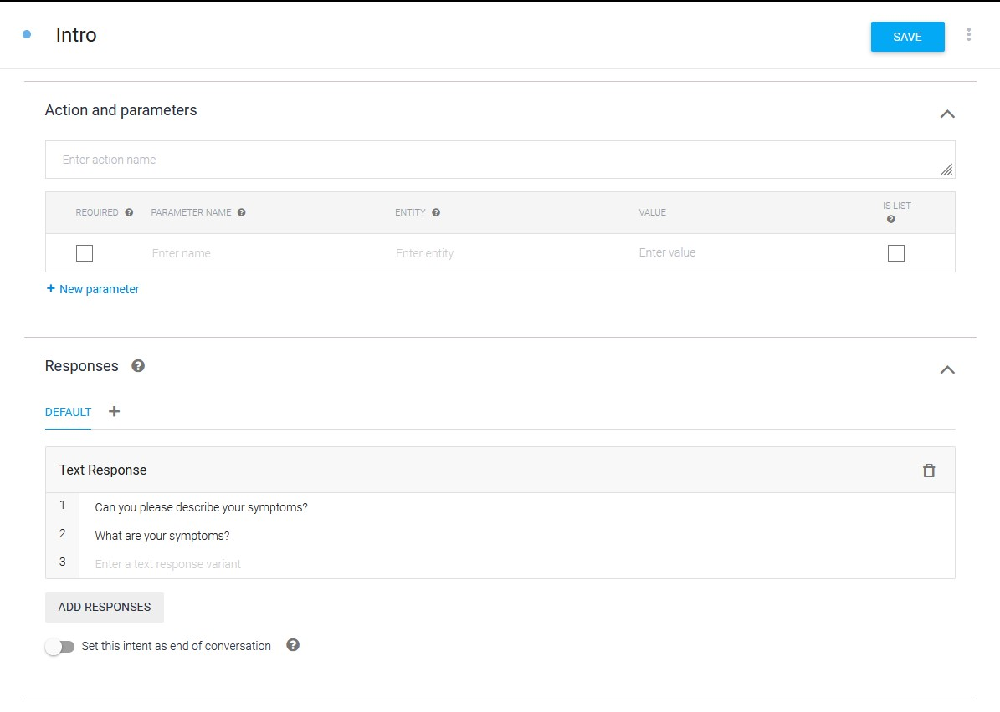 Intro
SAVE
Action and parameters
Enter action name
REQUIRED ? PARAMETER NAME ? ENTITY ? VALUE IS LIST ?
Enter name Enter entity Enter value
+ New parameter
Responses ?
DEFAULT +
Text Response
1 Can you please describe your symptoms?
2 What are your symptoms?
3 Enter a text response variant
ADD RESPONSES
Set this intent as end of conversation ?